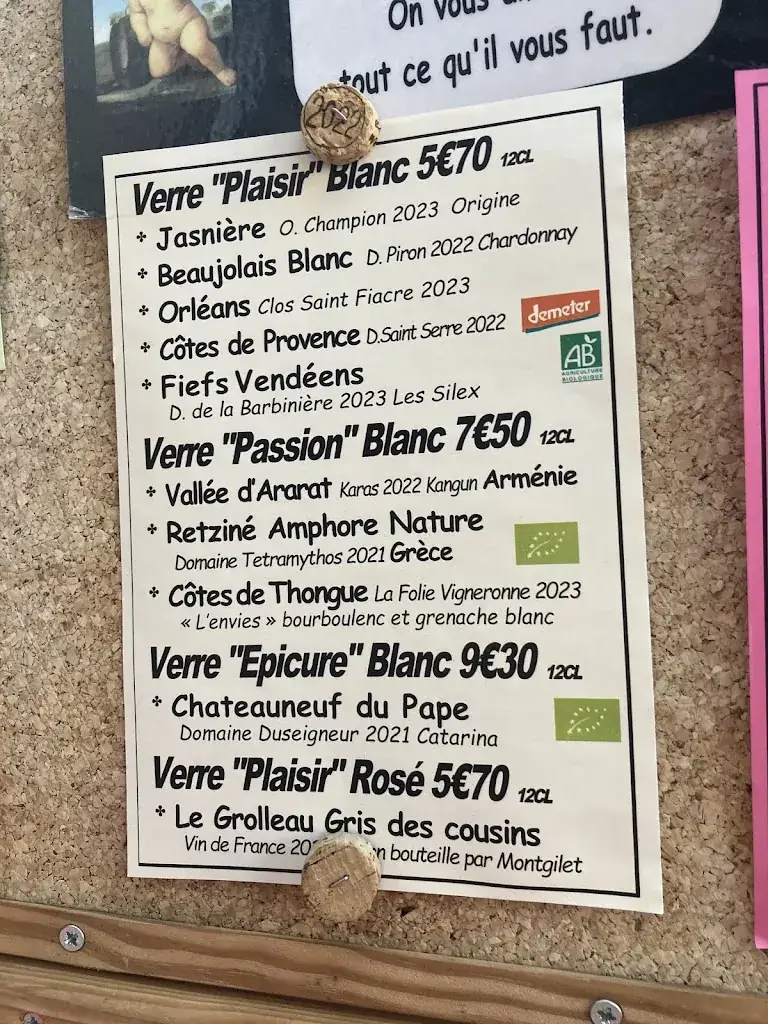 On vous
tout ce qu'il vous faut.
2022
Verre "Plaisir" Blanc 5€70 12CL
Jasnière O. Champion 2023 Origine
Beaujolais Blanc D. Piron 2022 Chardonnay
Orléans Clos Saint Fiacre 2023
demeter
Côtes de Provence D.Saint Serre 2022
AB
AGRICULTURE
BIOLOGIQUE
Fiefs Vendéens
D. de la Barbinière 2023 Les Silex
Verre "Passion" Blanc 7€50 12CL
Vallée d'Ararat Karas 2022 Kangun Arménie
Retziné Amphore Nature
Domaine Tetramythos 2021 Grèce
Côtes de Thongue La Folie Vigneronne 2023
« L'envies » bourboulenc et grenache blanc
Verre "Epicure" Blanc 9€30 12CL
Chateauneuf du Pape
Domaine Duseigneur 2021 Catarina
Verre "Plaisir" Rosé 5€70 12CL
Le Grolleau Gris des cousins
Vin de France bouteille par Montgilet